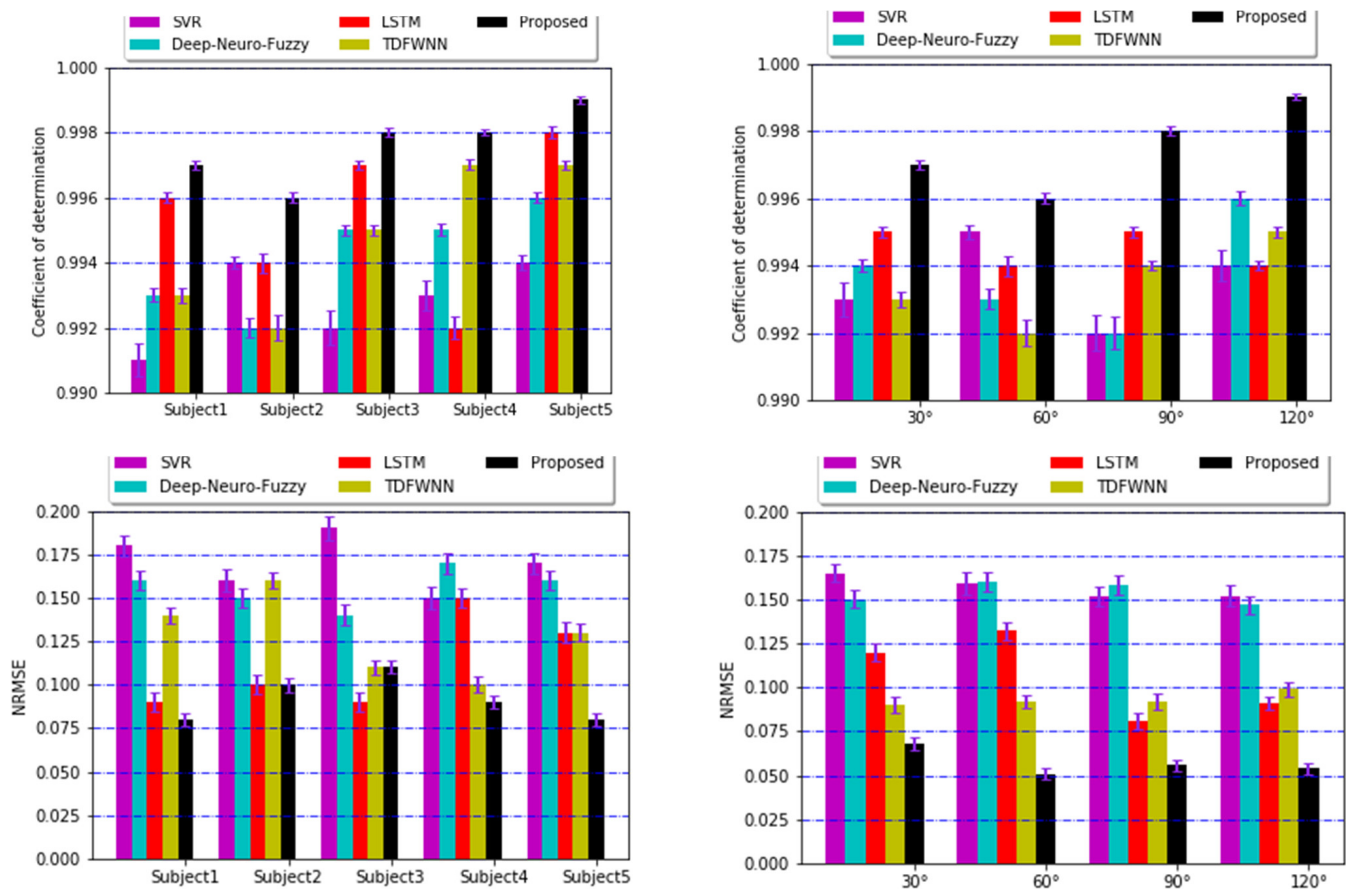 SVR LSTM Proposed
Deep-Neuro-Fuzzy TDFWNN
1.000
0.998
0.996
0.994
0.992
0.990
Coefficient of determination
Subject1 Subject2 Subject3 Subject4 Subject5
SVR LSTM Proposed
Deep-Neuro-Fuzzy TDFWNN
1.000
0.998
0.996
0.994
0.992
0.990
Coefficient of determination
30° 60° 90° 120°
SVR LSTM Proposed
Deep-Neuro-Fuzzy TDFWNN
0.200
0.175
0.150
0.125
0.100
0.075
0.050
0.025
0.000
NRMSE
Subject1 Subject2 Subject3 Subject4 Subject5
SVR LSTM Proposed
Deep-Neuro-Fuzzy TDFWNN
0.200
0.175
0.150
0.125
0.100
0.075
0.050
0.025
0.000
NRMSE
30° 60° 90° 120°